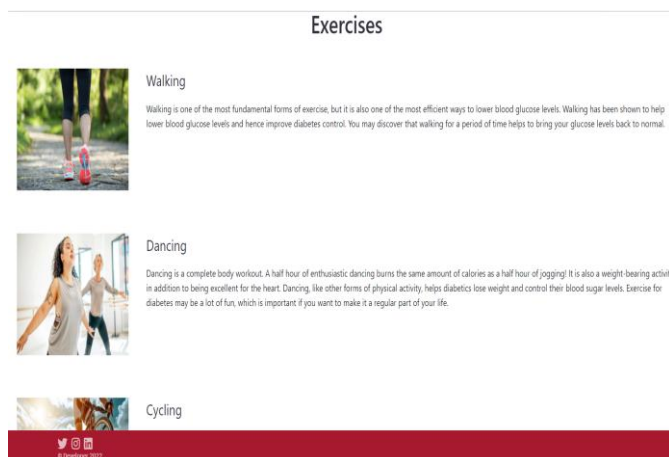 Exercises
Walking
Walking is one of the most fundamental forms of exercise, but it is also one of the most efficient ways to lower blood glucose levels. Walking has been shown to help
lower blood glucose levels and hence improve diabetes control. You may discover that walking for a period of time helps to bring your glucose levels back to normal.
Dancing
Dancing is a complete body workout. A half hour of enthusiastic dancing burns the same amount of calories as a half hour of jogging! It is also a weight-bearing activi
in addition to being excellent for the heart. Dancing, like other forms of physical activity, helps diabetics lose weight and control their blood sugar levels. Exercise for
diabetes may be a lot of fun, which is important if you want to make it a regular part of your life.
Cycling
© Developer 2022